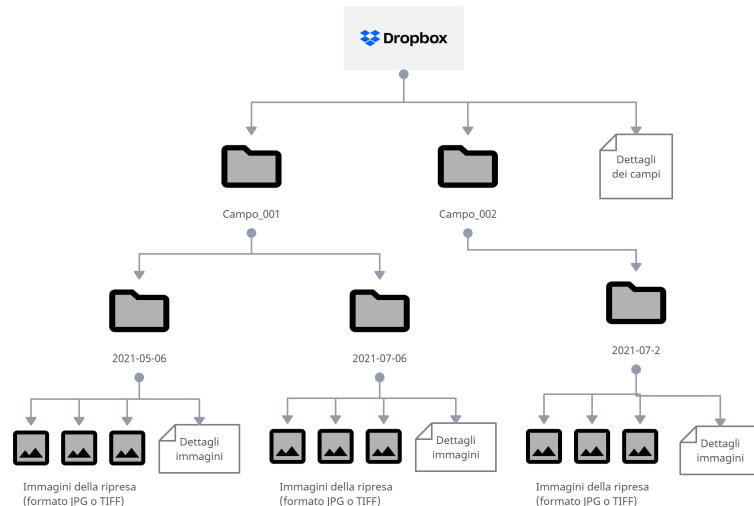 Dropbox
Dettagli
dei campi
Campo_001
Campo_002
2021-05-06
2021-07-06
2021-07-2
Dettagli
immagini
Dettagli
immagini
Dettagli
immagini
Immagini della ripresa
(formato JPG o TIFF)
Immagini della ripresa
(formato JPG o TIFF)
Immagini della ripresa
(formato JPG o TIFF)